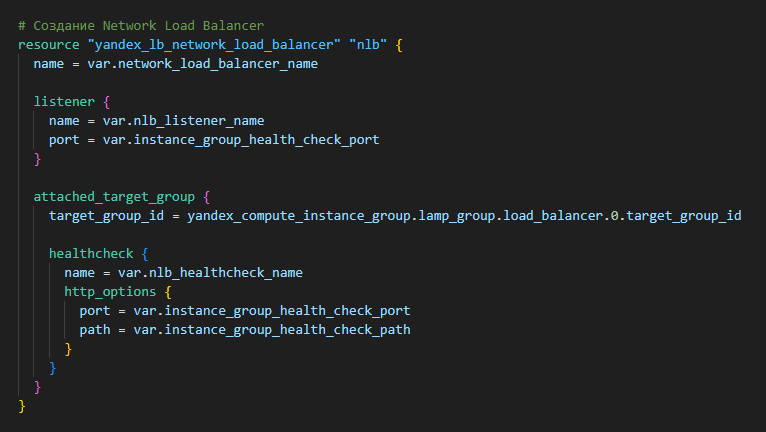 # Создание Network Load Balancer
resource "yandex_lb_network_load_balancer" "nlb" {
  name = var.network_load_balancer_name

  listener {
    name = var.nlb_listener_name
    port = var.instance_group_health_check_port
  }

  attached_target_group {
    target_group_id = yandex_compute_instance_group.lamp_group.load_balancer.0.target_group_id

    healthcheck {
      name = var.nlb_healthcheck_name
      http_options {
        port = var.instance_group_health_check_port
        path = var.instance_group_health_check_path
      }
    }
  }
}